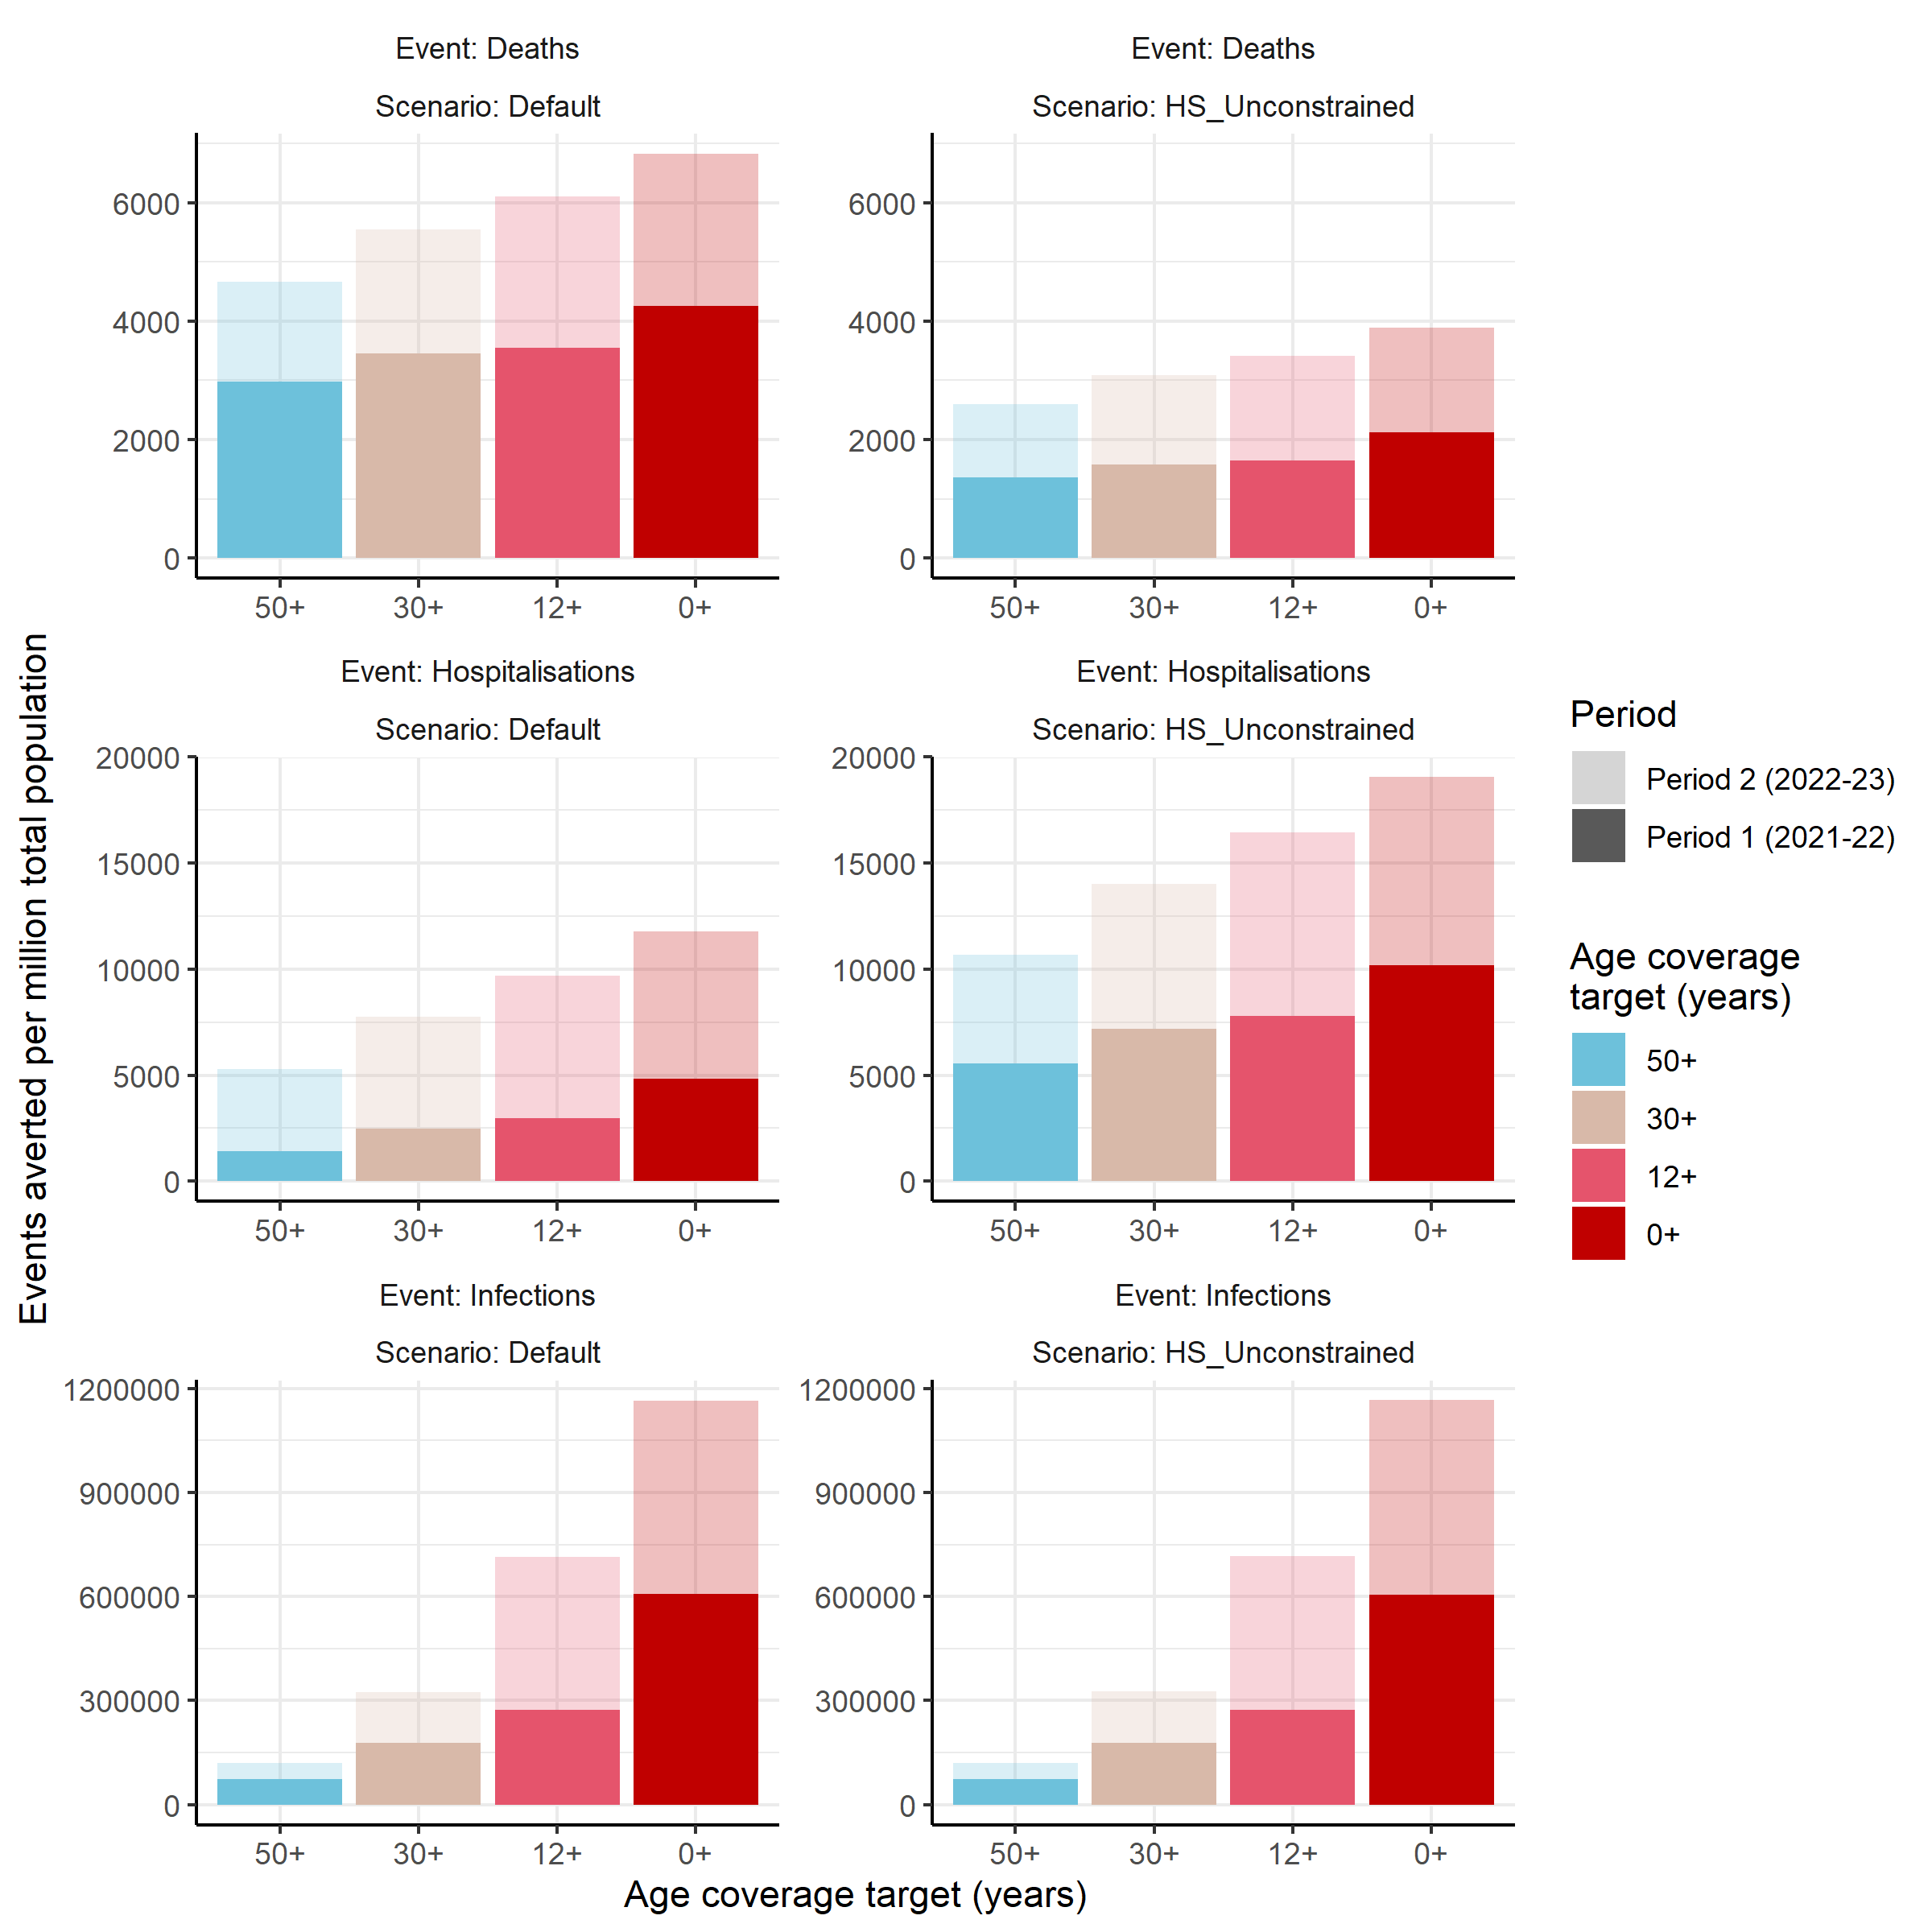 Event: Deaths
Scenario: Default
6000
4000
2000
0
50+ 30+ 12+ 0+
Event: Deaths
Scenario: HS_Unconstrained
6000
4000
2000
0
50+ 30+ 12+ 0+
Event: Hospitalisations
Scenario: Default
20000
15000
10000
5000
0
50+ 30+ 12+ 0+
Event: Hospitalisations
Scenario: HS_Unconstrained
20000
15000
10000
5000
0
50+ 30+ 12+ 0+
Event: Infections
Scenario: Default
1200000
900000
600000
300000
0
50+ 30+ 12+ 0+
Event: Infections
Scenario: HS_Unconstrained
1200000
900000
600000
300000
0
50+ 30+ 12+ 0+
Events averted per million total population
Age coverage target (years)
Period
Period 2 (2022-23)
Period 1 (2021-22)
Age coverage
target (years)
50+
30+
12+
0+